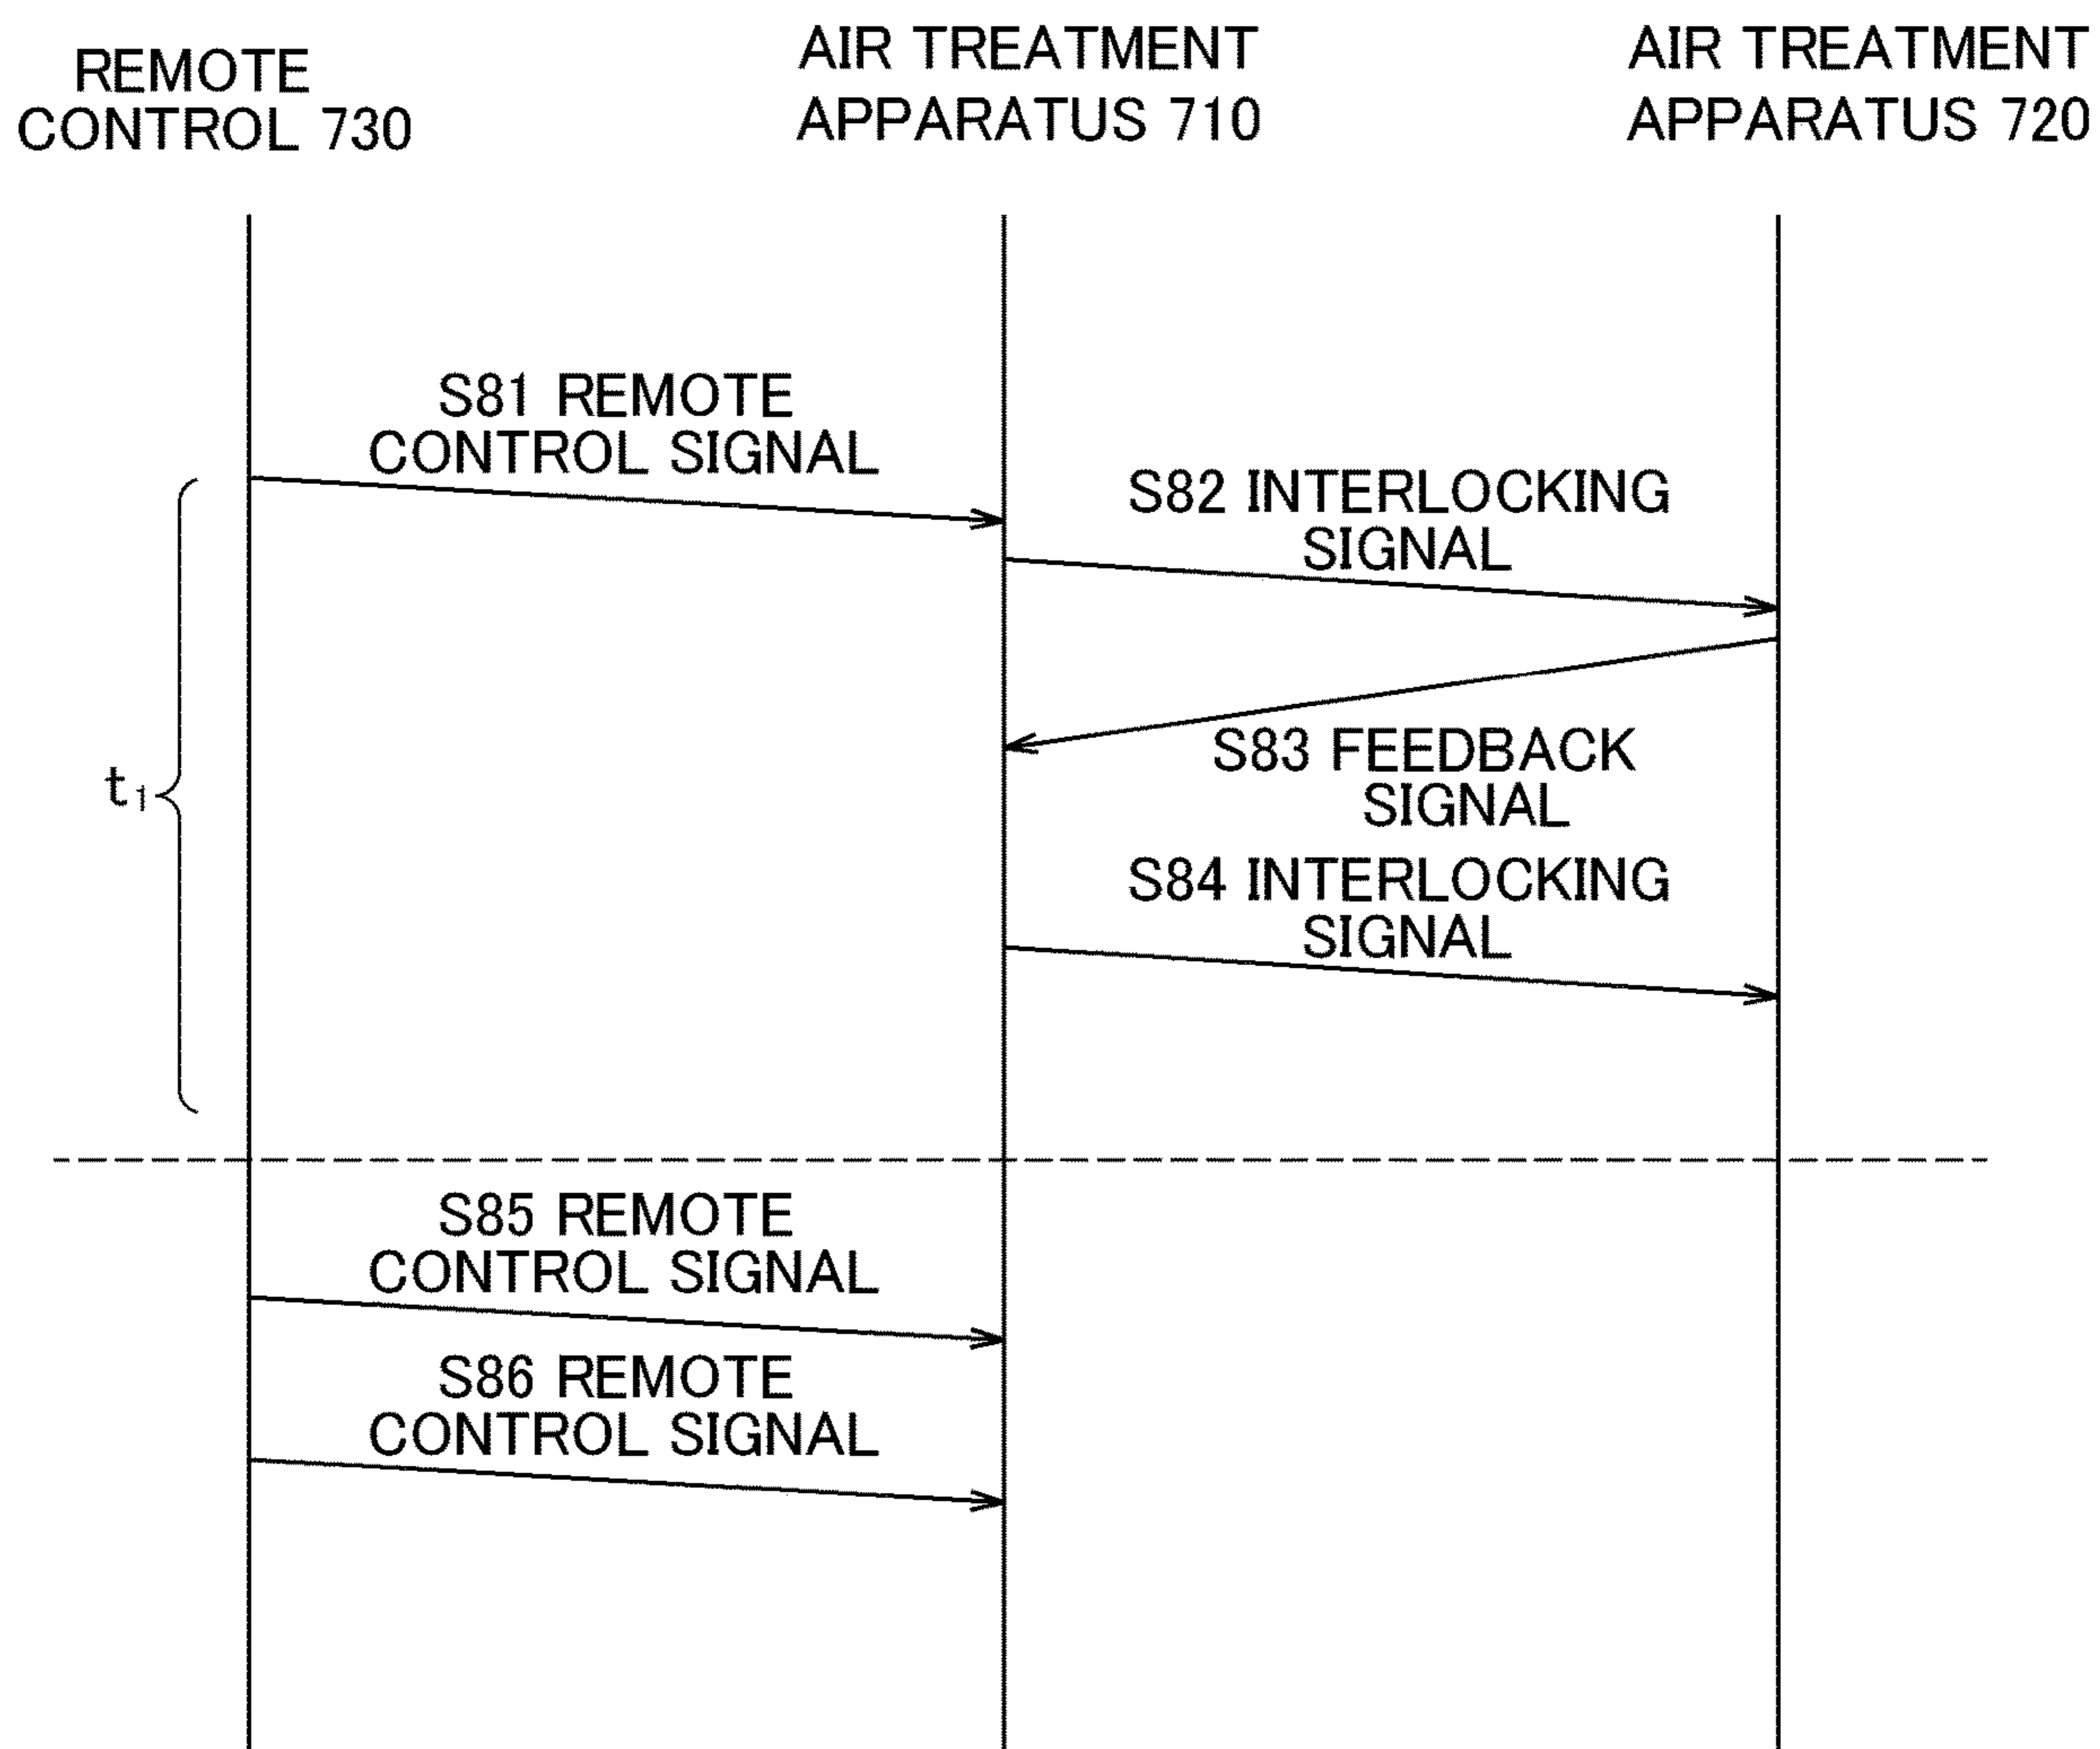 REMOTE
CONTROL 730
AIR TREATMENT
APPARATUS 710
AIR TREATMENT
APPARATUS 720
S81 REMOTE
CONTROL SIGNAL
S82 INTERLOCKING
SIGNAL
S83 FEEDBACK
SIGNAL
t₁
S84 INTERLOCKING
SIGNAL
S85 REMOTE
CONTROL SIGNAL
S86 REMOTE
CONTROL SIGNAL